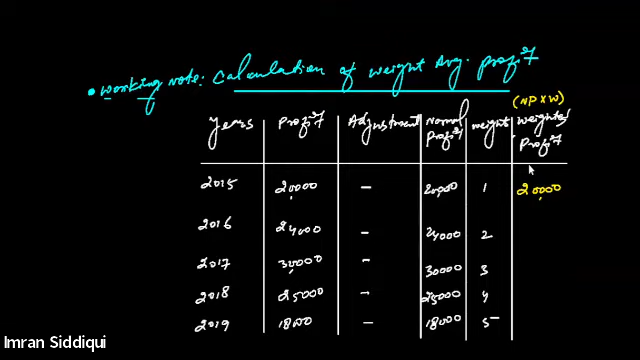 • Working note: Calculation of weight Avg. profit
(NP X W)
Years Profit Adjustment Normal Profit weight weighted Profit
2015 20000 - 20000 1 20000
2016 24000 - 24000 2
2017 30000 - 30000 3
2018 25000 - 25000 4
2019 18000 - 18000 5
Imran Siddiqui